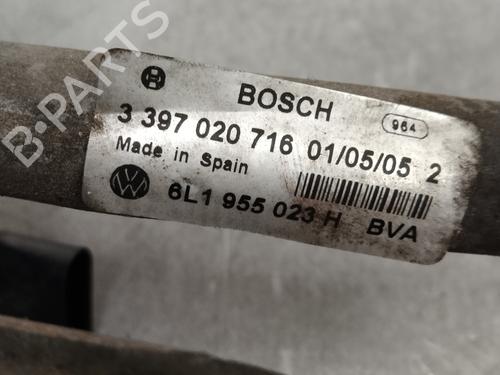 BOSCH
964
3 397 020 716 01/05/05 2
Made in Spain
6L1 955 023 H BVA
B-PARTS